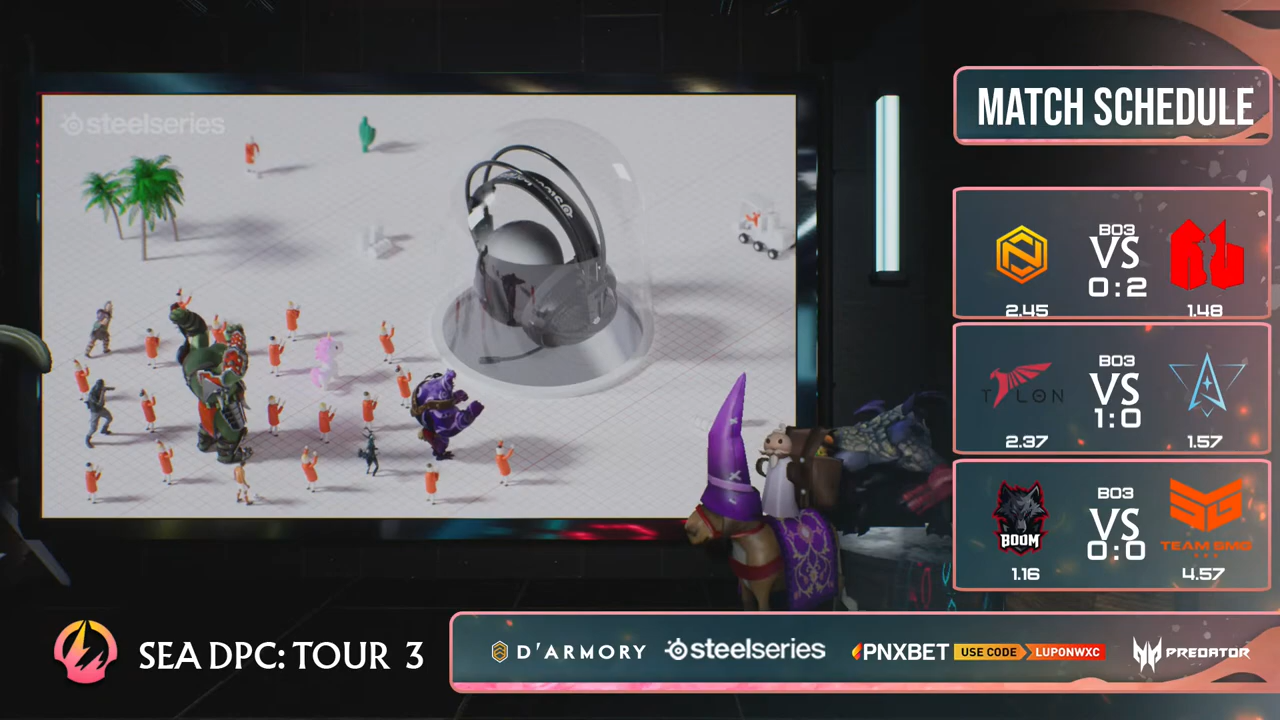 steelseries
MATCH SCHEDULE
BO3
VS
0:2
2.45
1.48
BO3
VS
TALON
1:0
2.37
1.57
BO3
VS
BOOM
0:0
TEAM SMG
1.16
4.57
SEA DPC: TOUR 3
D'ARMORY
steelseries
PNXBET
USE CODE
LUPONWXC
PREDATOR